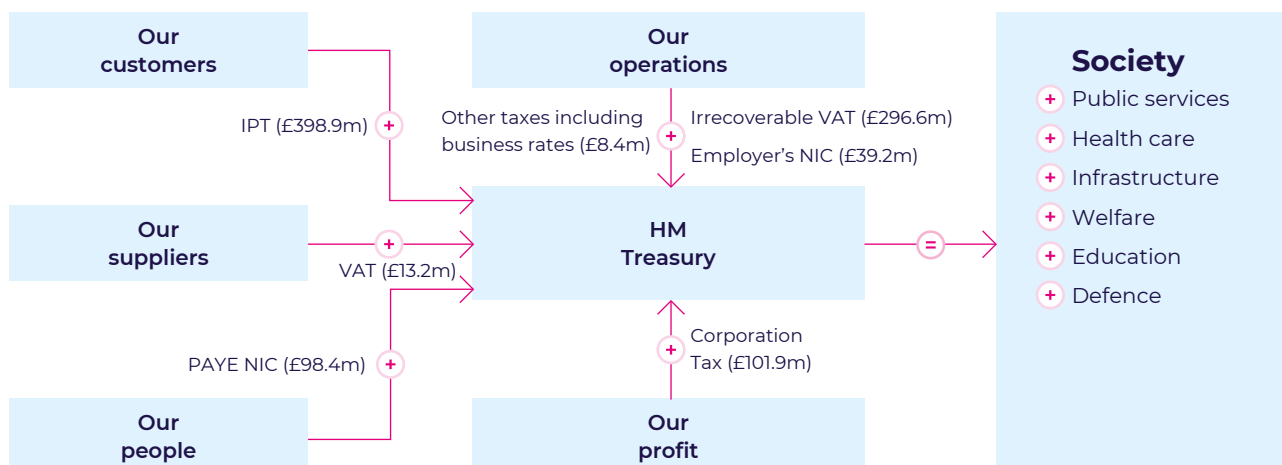 Our
customers
IPT (£398.9m)
Our
suppliers
VAT (£13.2m)
PAYE NIC (£98.4m)
Our
people
Our
operations
Other taxes including
business rates (£8.4m)
Irrecoverable VAT (£296.6m)
Employer’s NIC (£39.2m)
HM
Treasury
Corporation
Tax (£101.9m)
Our
profit
Society
Public services
Health care
Infrastructure
Welfare
Education
Defence